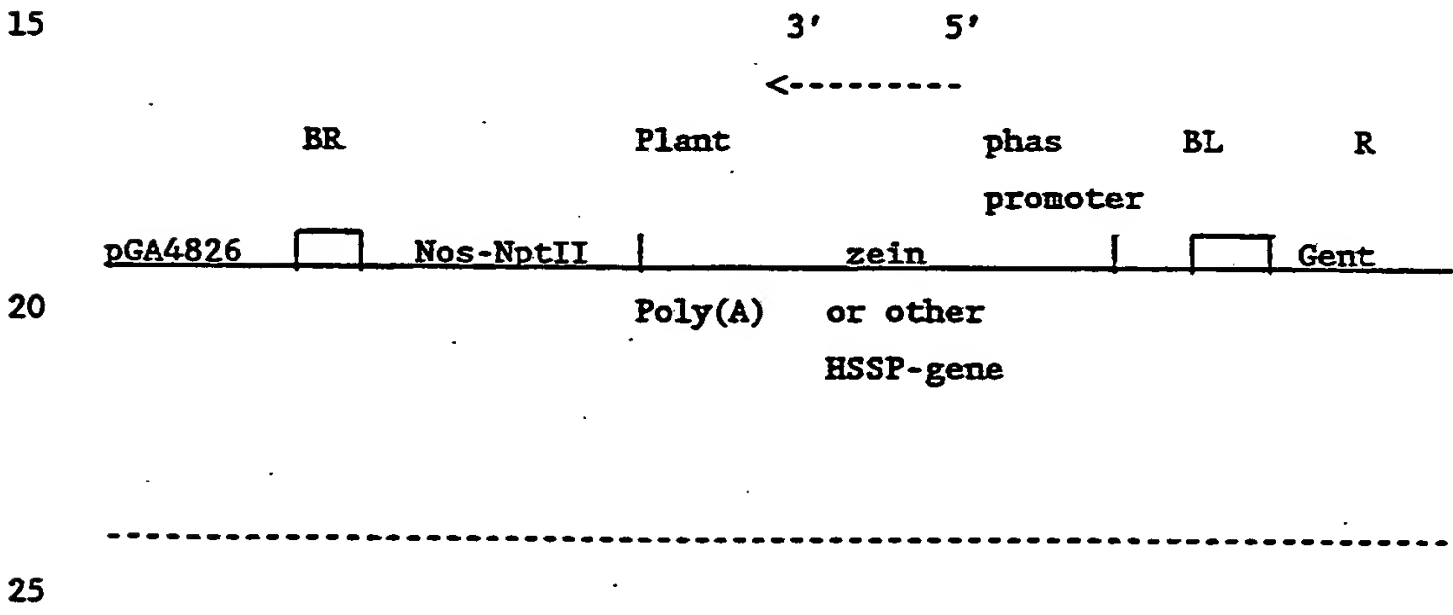 15 3' 5'
<---------
BR Plant phas BL R
promoter
pGA4826 Nos-NptII zein Gent
20 Poly(A) or other
HSSP-gene
25